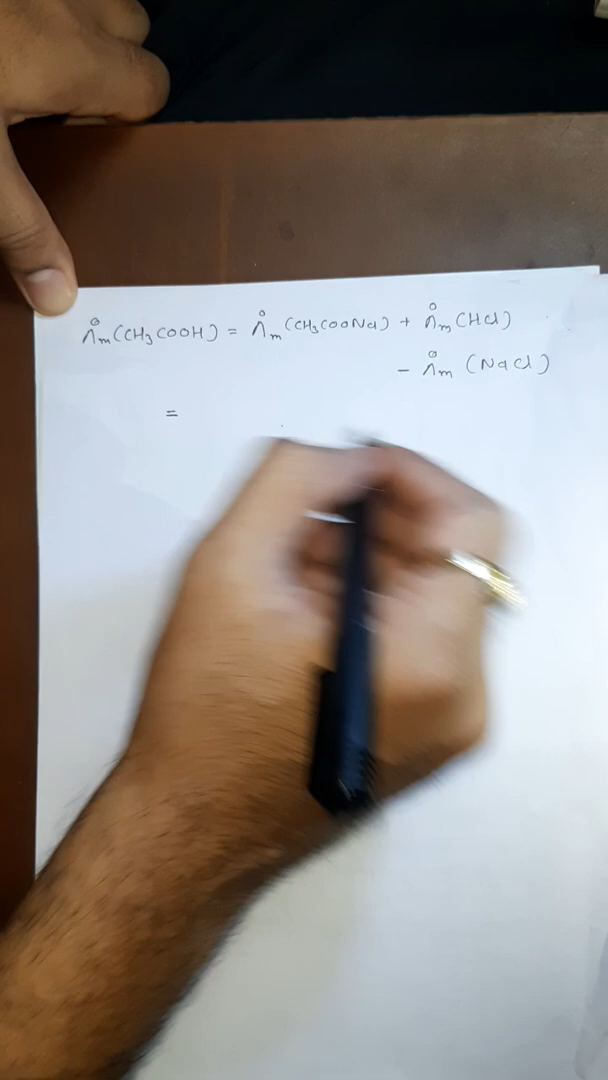 Λ̊m(CH₃COOH) = Λ̊m(CH₃COONa) + Λ̊m(HCl)
− Λ̊m (NaCl)
=